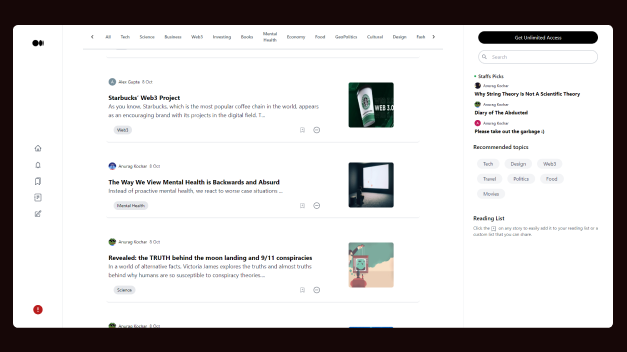 All Tech Science Business Web3 Investing Books Mental Health Economy Food GeoPolitics Cultural Design
Alex Gupta 8 Oct
Starbucks' Web3 Project
As you know, Starbucks, which is the most popular coffee chain in the world, appears
as an encouraging brand with its projects in the digital field. T...
Web3
WEB 3.0
Anurag Kochar 8 Oct
The Way We View Mental Health is Backwards and Absurd
Instead of proactive mental health, we react to worse case situations ...
Mental Health
Anurag Kochar 9 Oct
Revealed: the TRUTH behind the moon landing and 9/11 conspiracies
In a world of alternative facts, Victoria James explores the truths and almost truths
behind why humans are so susceptible to conspiracy theories...
Science
Anurag Kochar 9 Oct
Get Unlimited Access
Search
Staff's Picks
Anurag Kochar
Why String Theory Is Not A Scientific Theory
Anurag Kochar
Diary of The Abducted
Anurag Kochar
Please take out the garbage :)
Recommended topics
Tech Design Web3
Travel Politics Food
Movies
Reading List
Click the on any story to easily add it to your reading list or a
custom list that you can share.